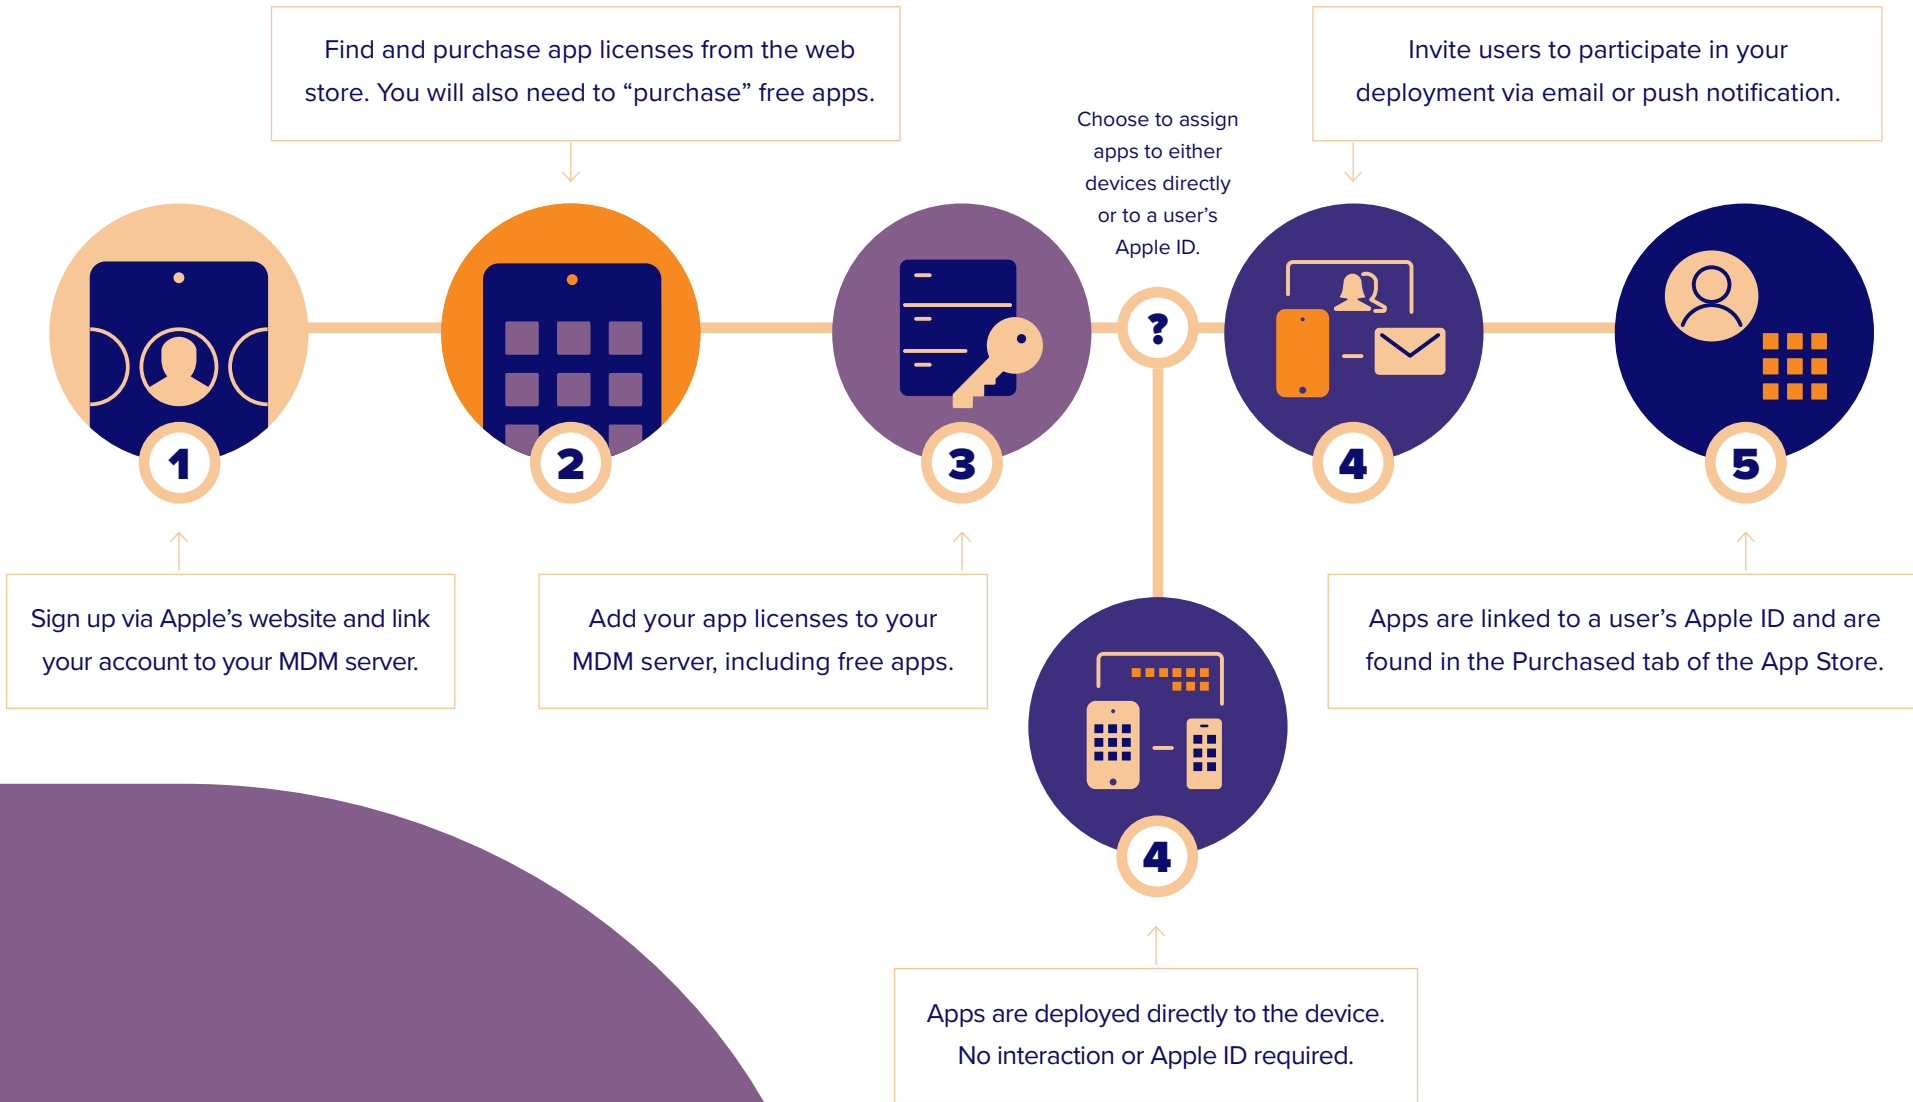 Find and purchase app licenses from the web
store. You will also need to “purchase” free apps.
Choose to assign
apps to either
devices directly
or to a user’s
Apple ID.
Invite users to participate in your
deployment via email or push notification.
?
1
2
3
4
5
Sign up via Apple’s website and link
your account to your MDM server.
Add your app licenses to your
MDM server, including free apps.
Apps are linked to a user’s Apple ID and are
found in the Purchased tab of the App Store.
4
Apps are deployed directly to the device.
No interaction or Apple ID required.